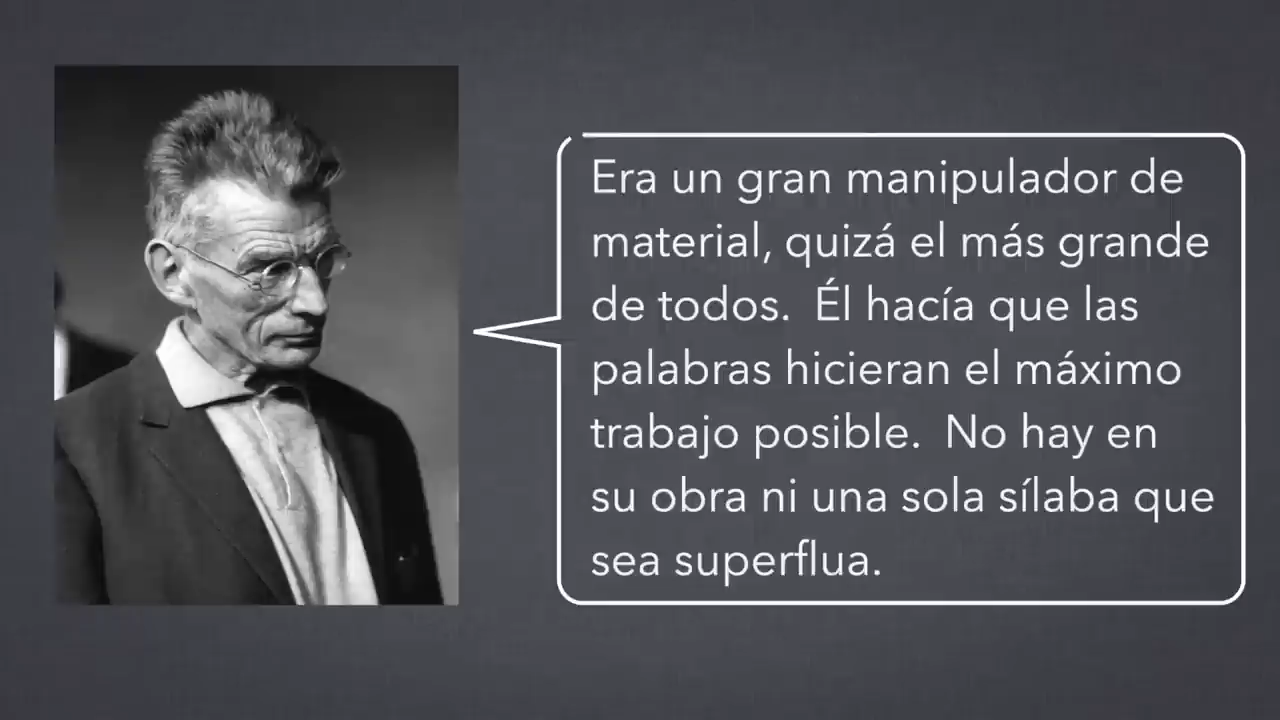 Era un gran manipulador de
material, quizá el más grande
de todos.  Él hacía que las
palabras hicieran el máximo
trabajo posible.  No hay en
su obra ni una sola sílaba que
sea superflua.